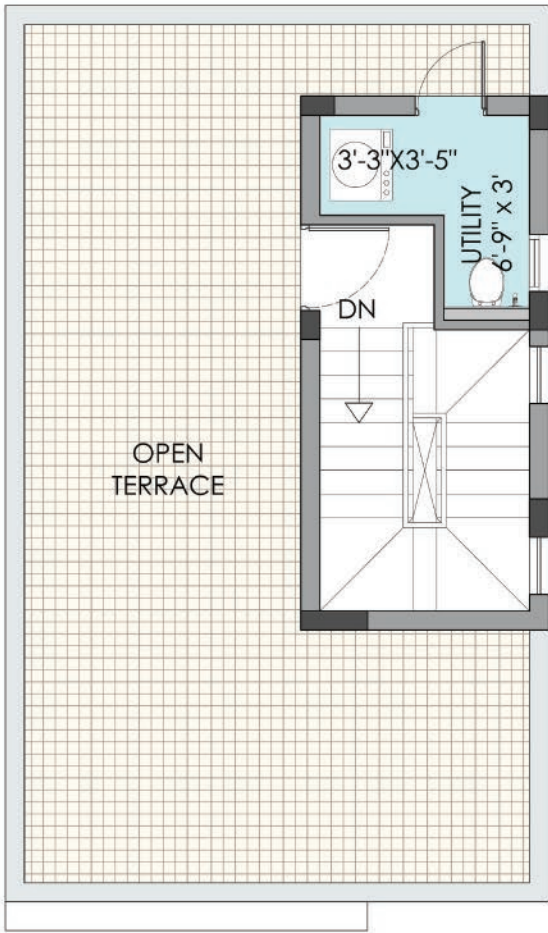 3'-3"X3'-5"
UTILITY
6'-9" x 3'
DN
OPEN
TERRACE